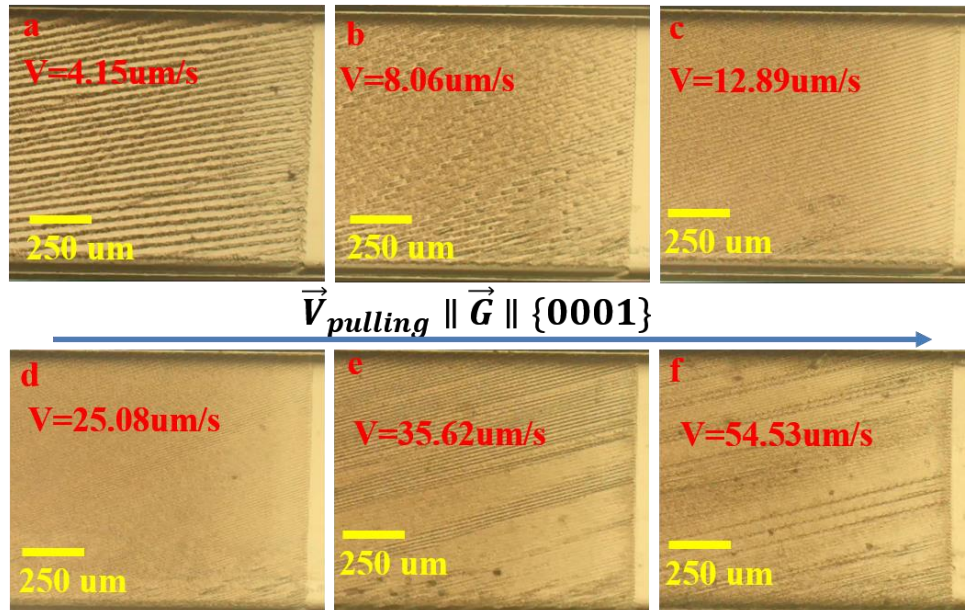 a
V=4.15um/s
250 um
b
V=8.06um/s
250 um
c
V=12.89um/s
250 um
V⃗pulling ∥ G⃗ ∥ {0001}
d
V=25.08um/s
250 um
e
V=35.62um/s
250 um
f
V=54.53um/s
250 um